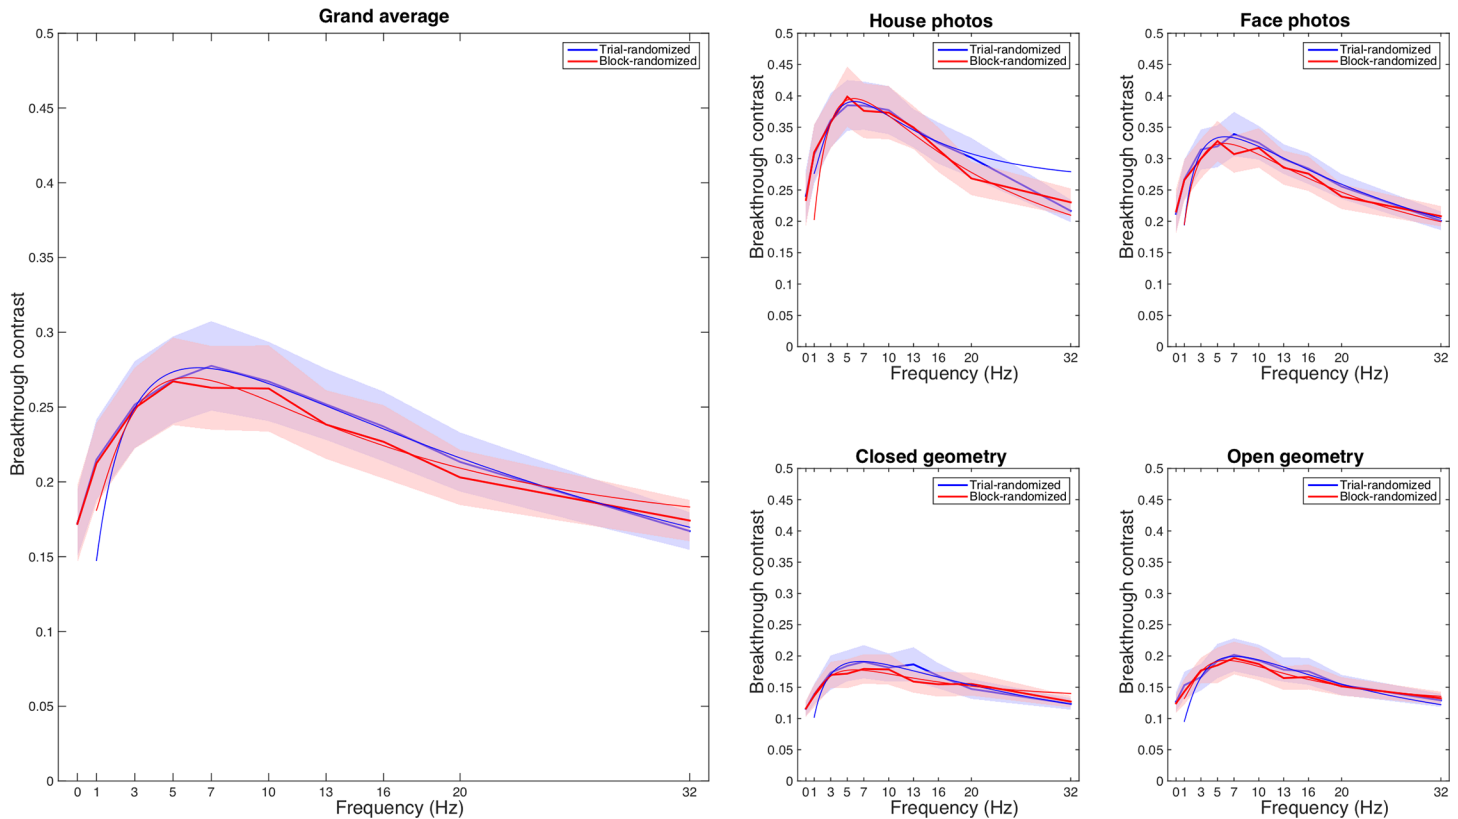 Grand average
0.5
0.45
0.4
0.35
0.3
0.25
0.2
0.15
0.1
0.05
0
Breakthrough contrast
Trial-randomized
Block-randomized
0 1 3 5 7 10 13 16 20 32
Frequency (Hz)
House photos
0.5
0.45
0.4
0.35
0.3
0.25
0.2
0.15
0.1
0.05
0
Breakthrough contrast
Trial-randomized
Block-randomized
0 1 3 5 7 10 13 16 20 32
Frequency (Hz)
Face photos
0.5
0.45
0.4
0.35
0.3
0.25
0.2
0.15
0.1
0.05
0
Breakthrough contrast
Trial-randomized
Block-randomized
0 1 3 5 7 10 13 16 20 32
Frequency (Hz)
Closed geometry
0.5
0.45
0.4
0.35
0.3
0.25
0.2
0.15
0.1
0.05
0
Breakthrough contrast
Trial-randomized
Block-randomized
0 1 3 5 7 10 13 16 20 32
Frequency (Hz)
Open geometry
0.5
0.45
0.4
0.35
0.3
0.25
0.2
0.15
0.1
0.05
0
Breakthrough contrast
Trial-randomized
Block-randomized
0 1 3 5 7 10 13 16 20 32
Frequency (Hz)